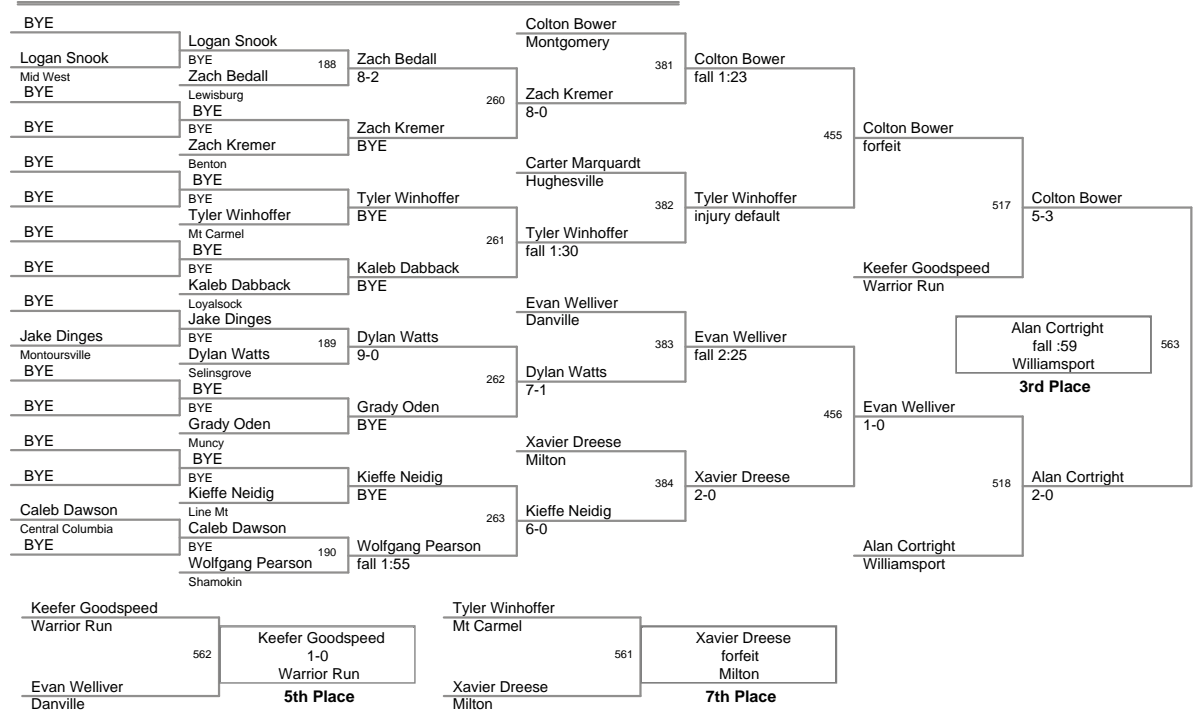 BYE
Logan Snook
Mid West
BYE
BYE
BYE
BYE
BYE
BYE
BYE
Jake Dinges
Montoursville
BYE
BYE
BYE
BYE
Caleb Dawson
Central Columbia
BYE
Logan Snook
BYE
188
Zach Bedall
Lewisburg
BYE
BYE
Zach Kremer
Benton
BYE
BYE
Tyler Winhoffer
Mt Carmel
BYE
BYE
Kaleb Dabback
Loyalsock
Jake Dinges
BYE
189
Dylan Watts
Selinsgrove
BYE
BYE
Grady Oden
Muncy
BYE
BYE
Kieffe Neidig
Line Mt
Caleb Dawson
BYE
190
Wolfgang Pearson
Shamokin
Zach Bedall
8-2
260
Zach Kremer
BYE
Tyler Winhoffer
BYE
261
Kaleb Dabback
BYE
Dylan Watts
9-0
262
Grady Oden
BYE
Kieffe Neidig
BYE
263
Wolfgang Pearson
fall 1:55
Colton Bower
Montgomery
381
Zach Kremer
8-0
Carter Marquardt
Hughesville
382
Tyler Winhoffer
fall 1:30
Evan Welliver
Danville
383
Dylan Watts
7-1
Xavier Dreese
Milton
384
Kieffe Neidig
6-0
Colton Bower
fall 1:23
455
Tyler Winhoffer
injury default
Evan Welliver
fall 2:25
456
Xavier Dreese
2-0
Colton Bower
forfeit
517
Keefer Goodspeed
Warrior Run
Evan Welliver
1-0
518
Alan Cortright
Williamsport
Colton Bower
5-3
Alan Cortright
fall :59
Williamsport
563
3rd Place
Alan Cortright
2-0
Keefer Goodspeed
Warrior Run
562
Evan Welliver
Danville
Keefer Goodspeed
1-0
Warrior Run
5th Place
Tyler Winhoffer
Mt Carmel
561
Xavier Dreese
Milton
Xavier Dreese
forfeit
Milton
7th Place